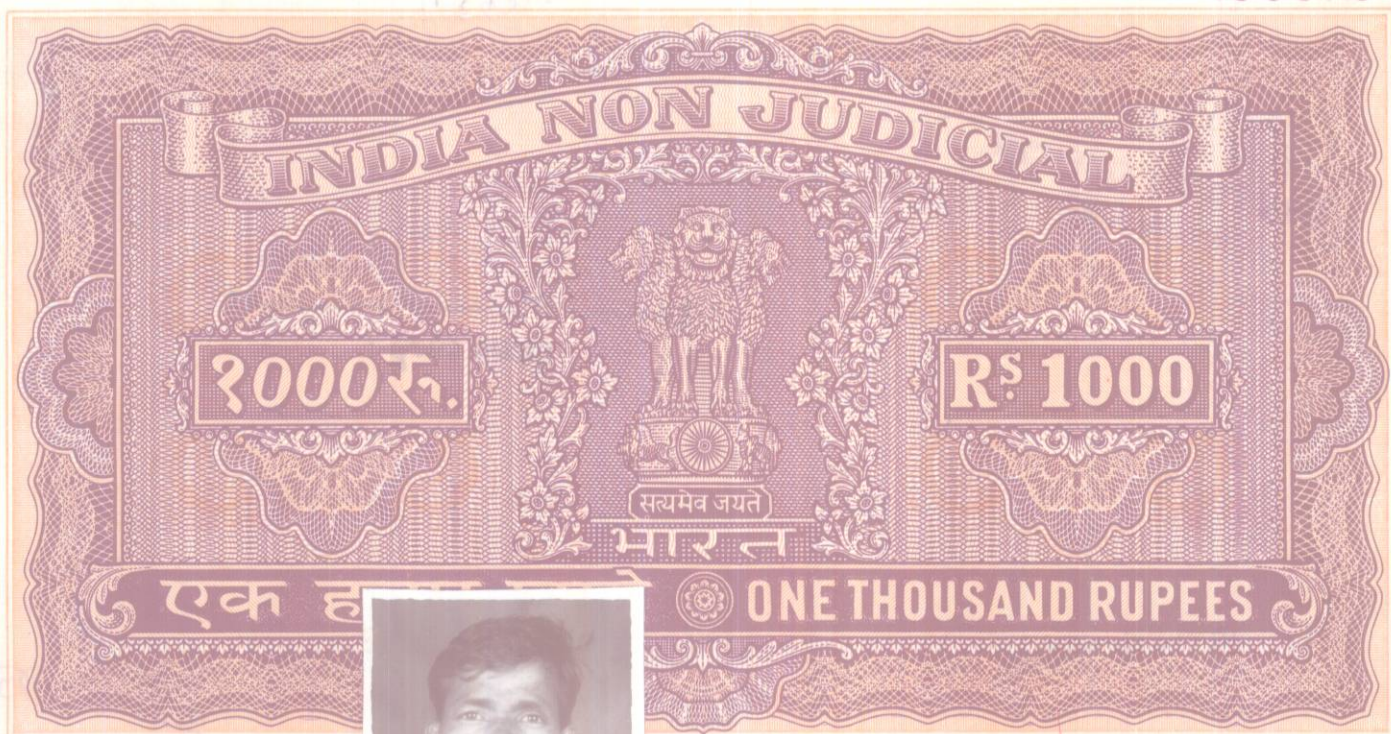 INDIA NON JUDICIAL
१000रु.
Rs. 1000
सत्यमेव जयते
भारत
एक
ONE THOUSAND RUPEES